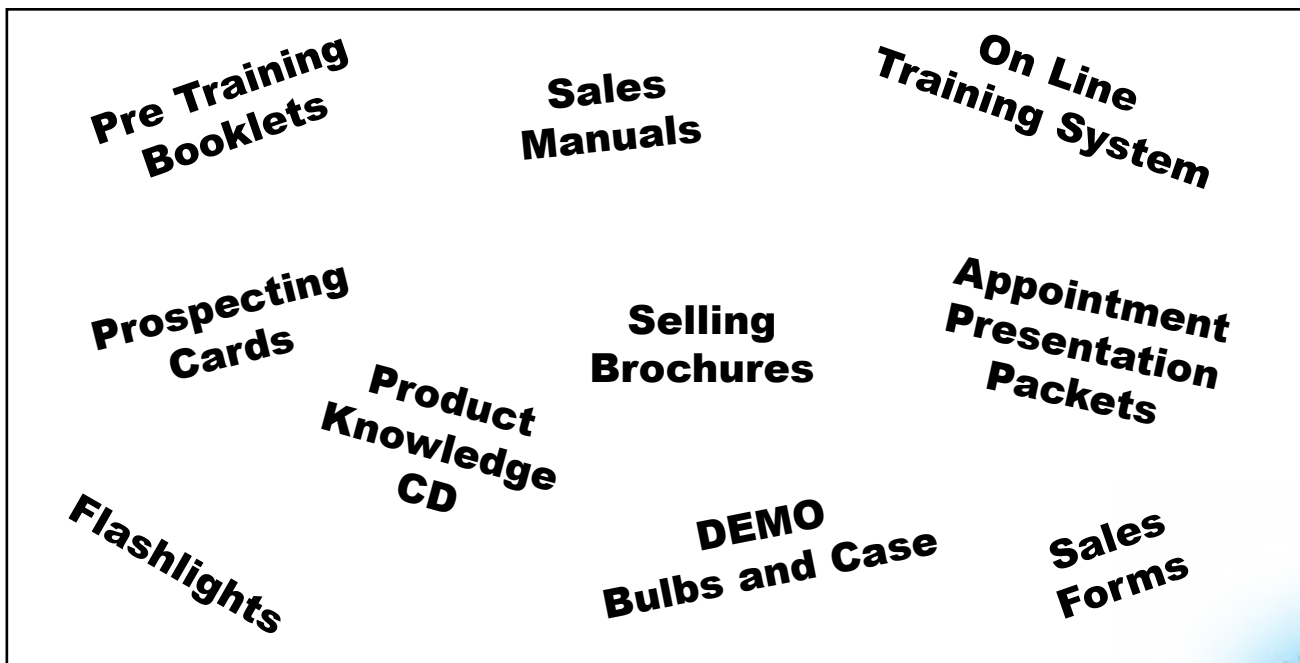 Pre Training
Booklets
Sales
Manuals
On Line
Training System
Prospecting
Cards
Selling
Brochures
Appointment
Presentation
Packets
Product
Knowledge
CD
Flashlights
DEMO
Bulbs and Case
Sales
Forms